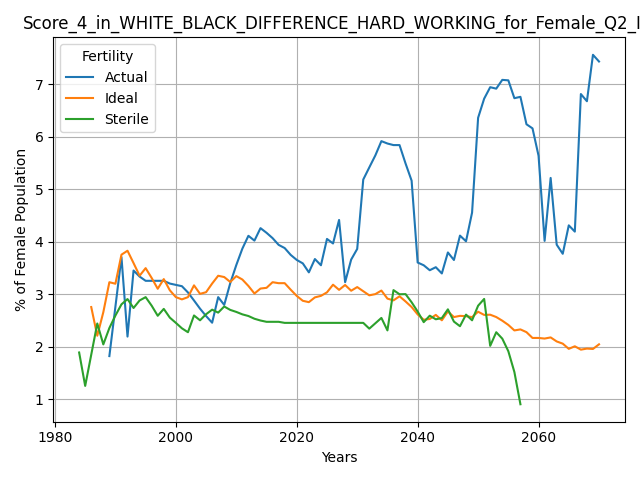 Score_4_in_WHITE_BLACK_DIFFERENCE_HARD_WORKING_for_Female_Q2_I
Fertility
Actual
Ideal
Sterile
% of Female Population
7
6
5
4
3
2
1
1980 2000 2020 2040 2060
Years